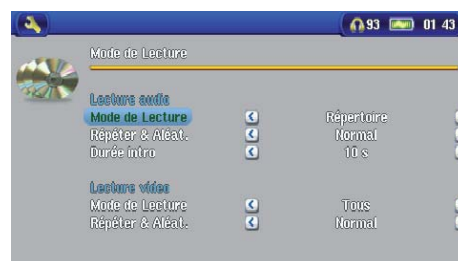 93 01 43
Mode de Lecture
Lecture audio
Mode de Lecture Répertoire
Répéter & Aléat. Normal
Durée intro 10 s
Lecture vidéo
Mode de Lecture Tous
Répéter & Aléat. Normal